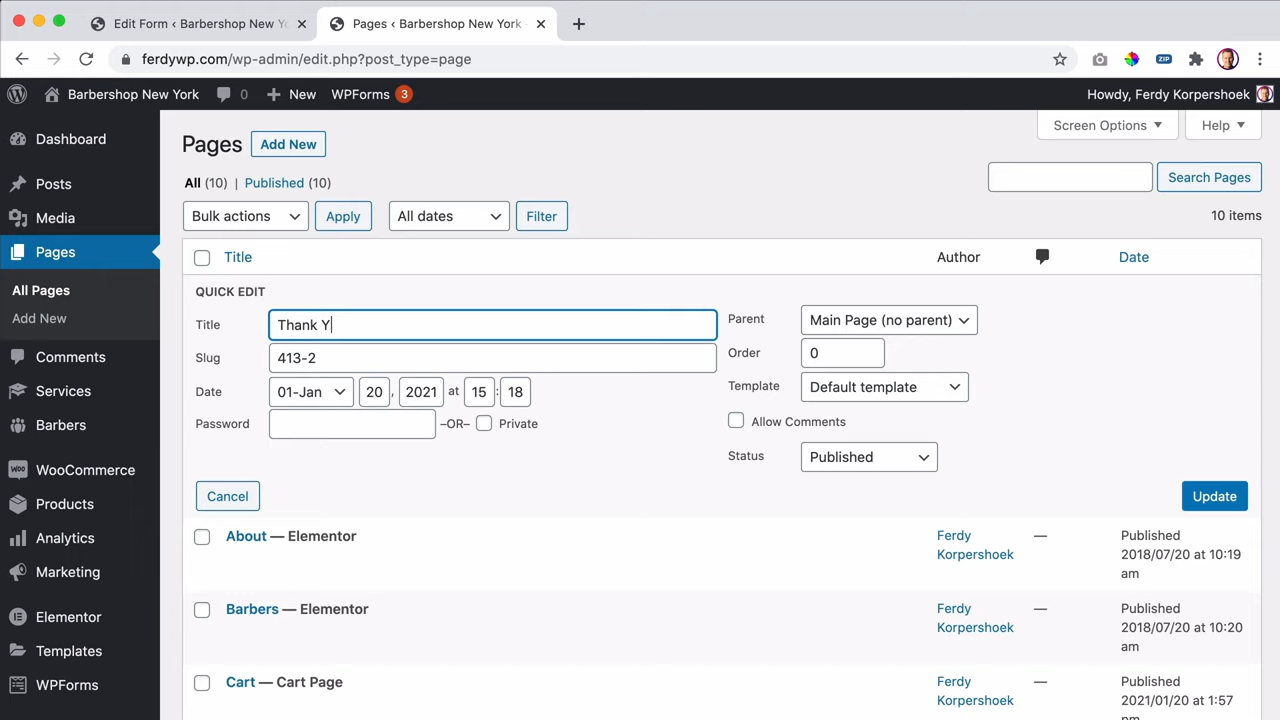 Edit Form ‹ Barbershop New Yo
Pages ‹ Barbershop New York
ferdywp.com/wp-admin/edit.php?post_type=page
ZIP
Barbershop New York 0 New WPForms 3 Howdy, Ferdy Korpershoek
Dashboard
Posts
Media
Pages
All Pages
Add New
Comments
Services
Barbers
WooCommerce
Products
Analytics
Marketing
Elementor
Templates
WPForms
Screen Options Help
Pages Add New
All (10) | Published (10)
Search Pages
Bulk actions Apply All dates Filter
10 items
Title Author Date
QUICK EDIT
Title Thank Y
Slug 413-2
Date 01-Jan 20 , 2021 at 15 : 18
Password –OR– Private
Parent Main Page (no parent)
Order 0
Template Default template
Allow Comments
Status Published
Cancel Update
About — Elementor Ferdy Korpershoek — Published 2018/07/20 at 10:19 am
Barbers — Elementor Ferdy Korpershoek — Published 2018/07/20 at 10:20 am
Cart — Cart Page Ferdy Korpershoek — Published 2021/01/20 at 1:57 pm